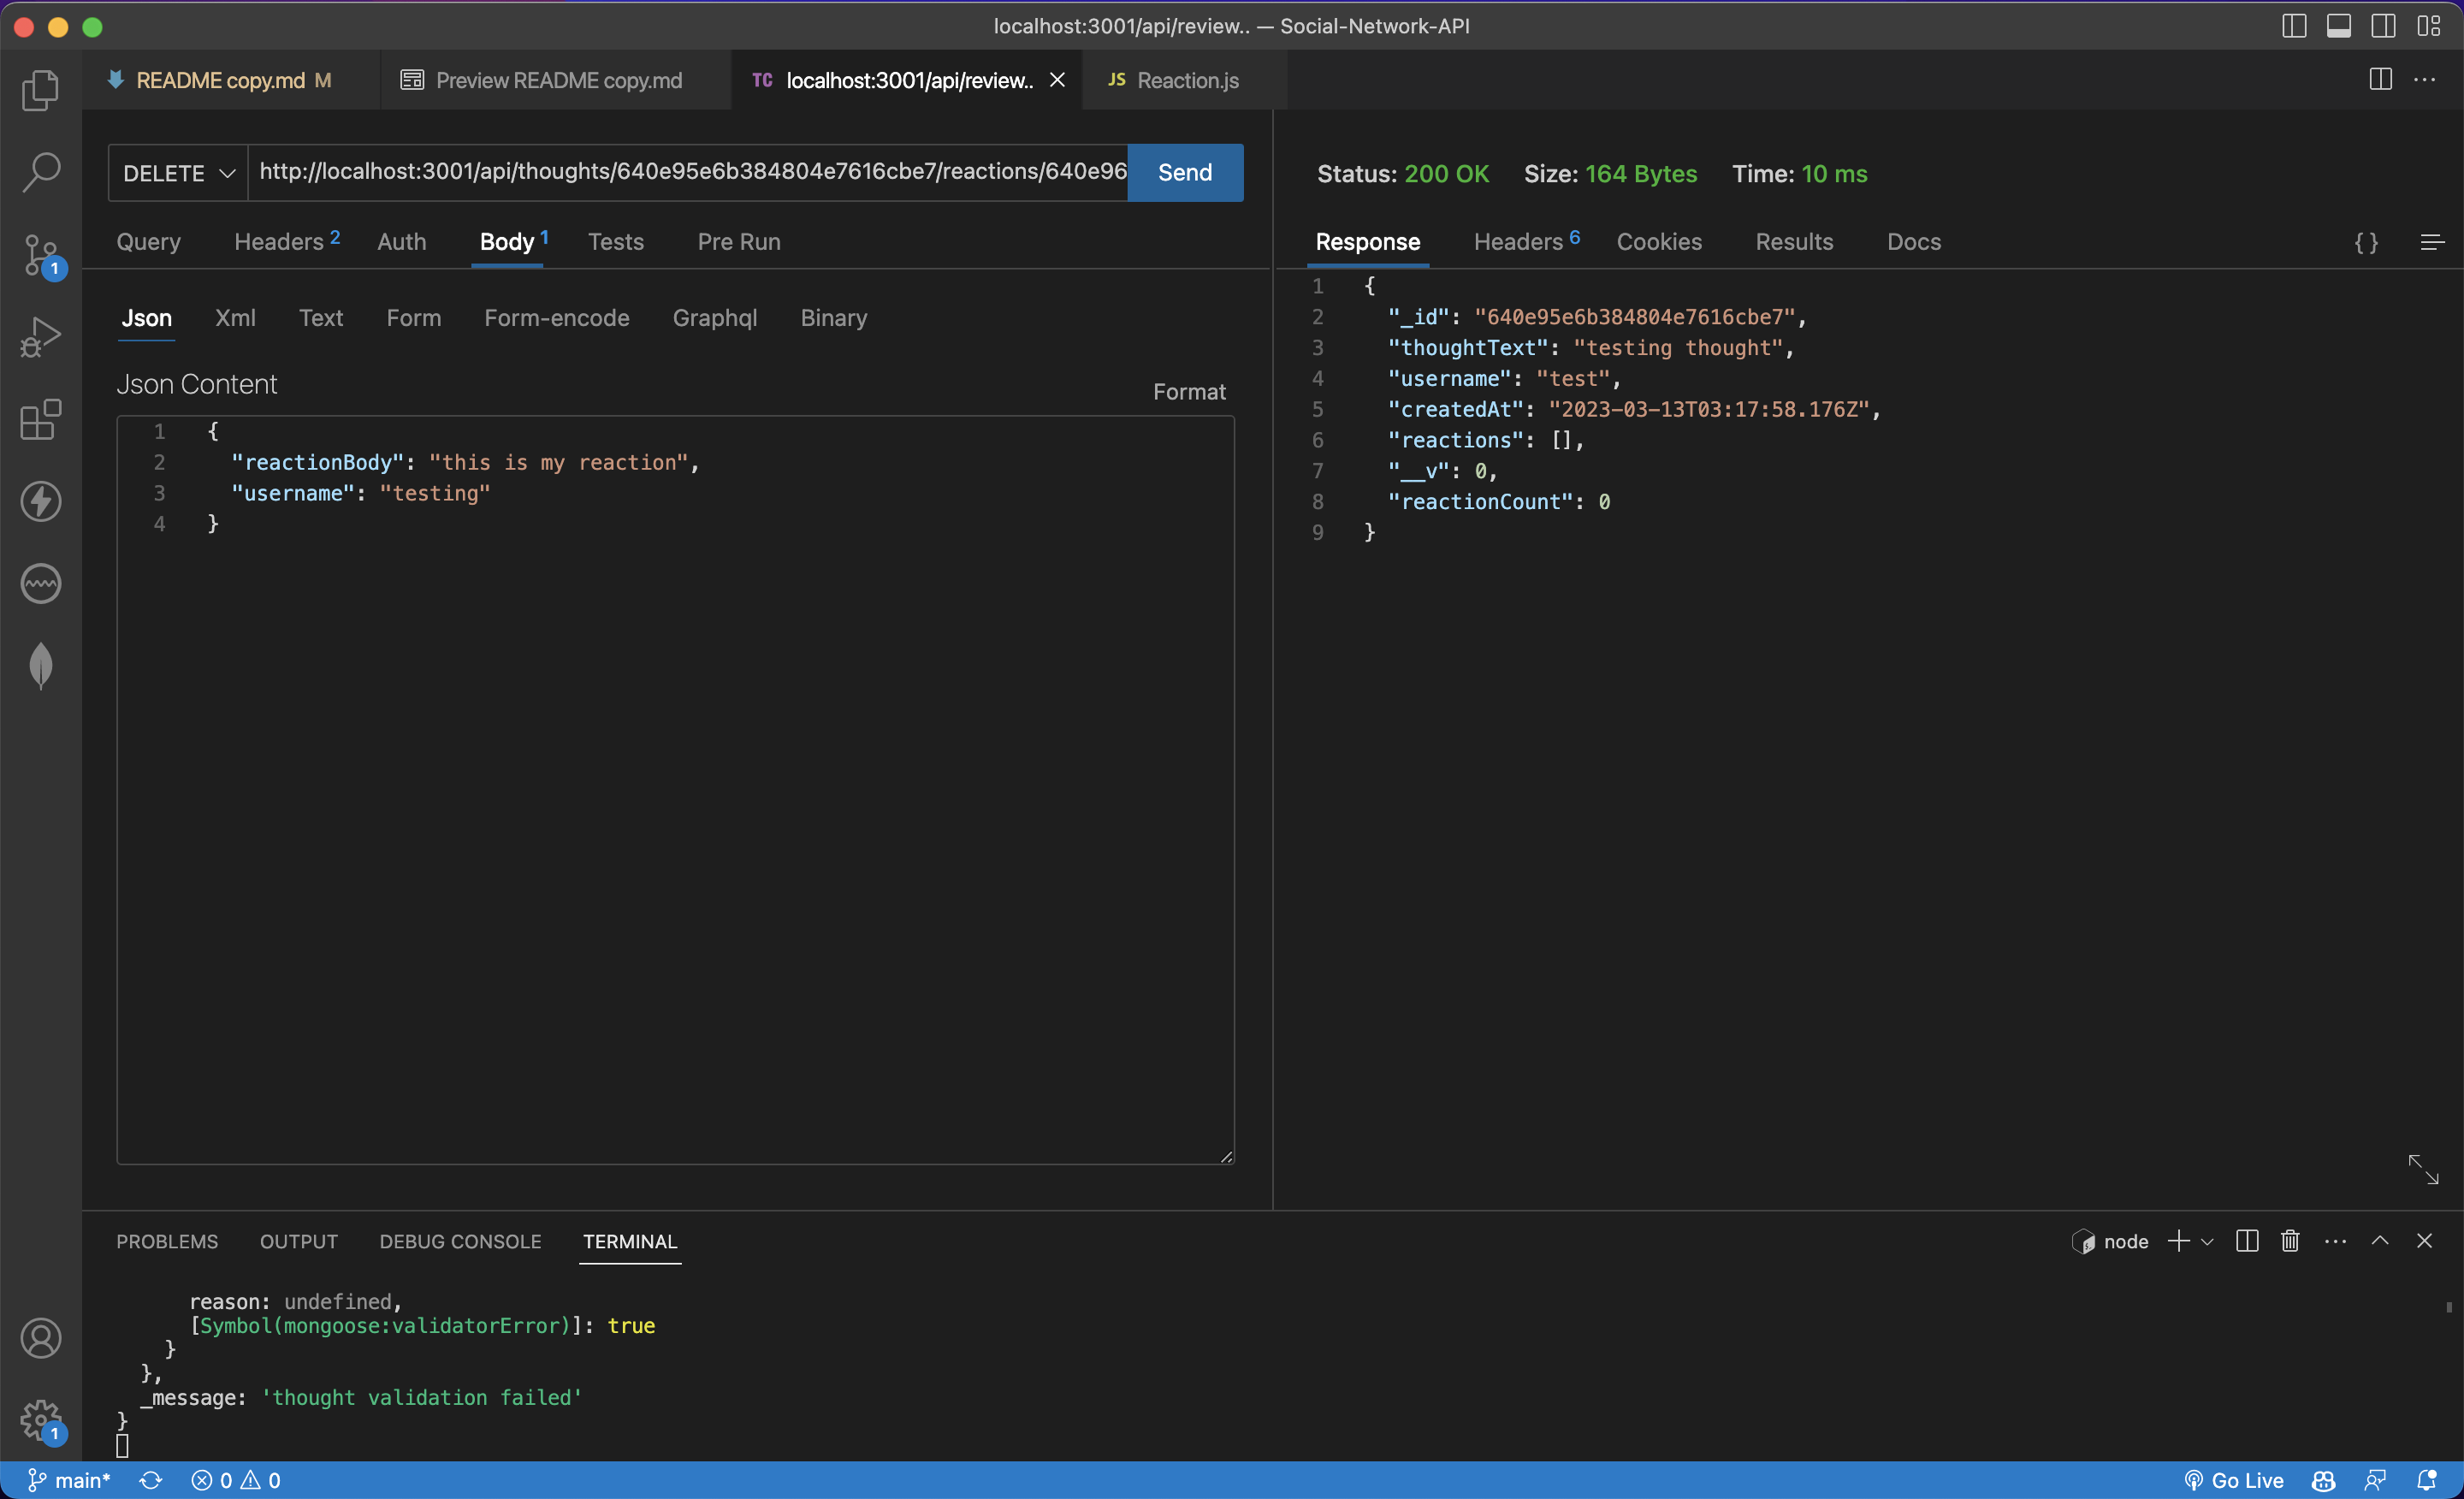 localhost:3001/api/review.. — Social-Network-API
README copy.md M
Preview README copy.md
TC localhost:3001/api/review..
JS Reaction.js
DELETE http://localhost:3001/api/thoughts/640e95e6b384804e7616cbe7/reactions/640e96 Send
Query Headers 2 Auth Body 1 Tests Pre Run
Json Xml Text Form Form-encode Graphql Binary
Json Content
Format
1 {
2 "reactionBody": "this is my reaction",
3 "username": "testing"
4 }
Status: 200 OK Size: 164 Bytes Time: 10 ms
Response Headers 6 Cookies Results Docs { }
1 {
2 "_id": "640e95e6b384804e7616cbe7",
3 "thoughtText": "testing thought",
4 "username": "test",
5 "createdAt": "2023-03-13T03:17:58.176Z",
6 "reactions": [],
7 "__v": 0,
8 "reactionCount": 0
9 }
1
1
PROBLEMS OUTPUT DEBUG CONSOLE TERMINAL
node
reason: undefined,
[Symbol(mongoose:validatorError)]: true
}
},
_message: 'thought validation failed'
}
main* 0 0
Go Live